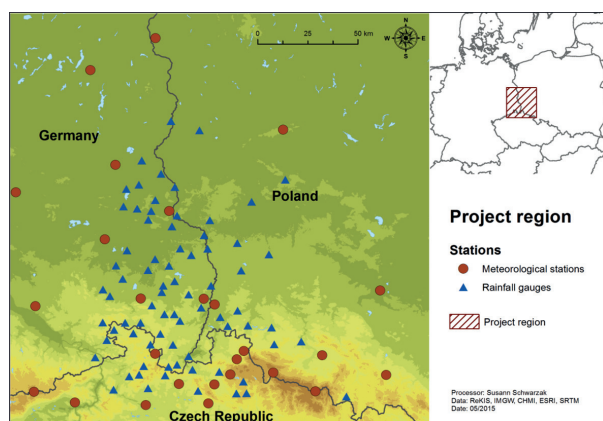 N
W E
S
0 25 50 km
Germany
Poland
Czech Republic
Project region
Stations
Meteorological stations
Rainfall gauges
Project region
Processor: Susann Schwarzak
Data: ReKIS, IMGW, CHMI, ESRI, SRTM
Date: 05/2015